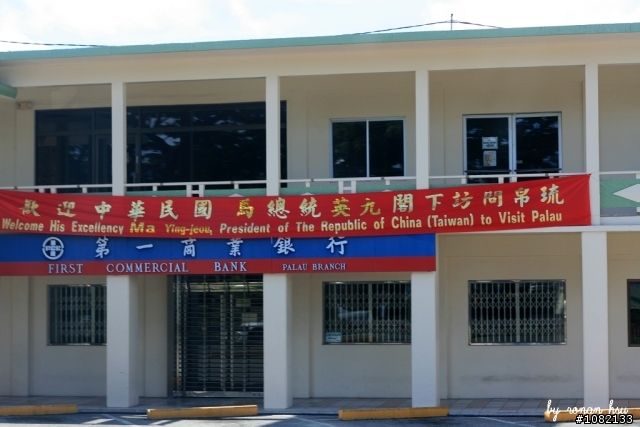 歡迎中華民國 馬總統英九閣下訪問帛琉
Welcome His Excellency Ma Ying-jeou, President of The Republic of China (Taiwan) to Visit Palau
第一商業銀行
FIRST COMMERCIAL BANK PALAU BRANCH
by ronan hsu
#1082133